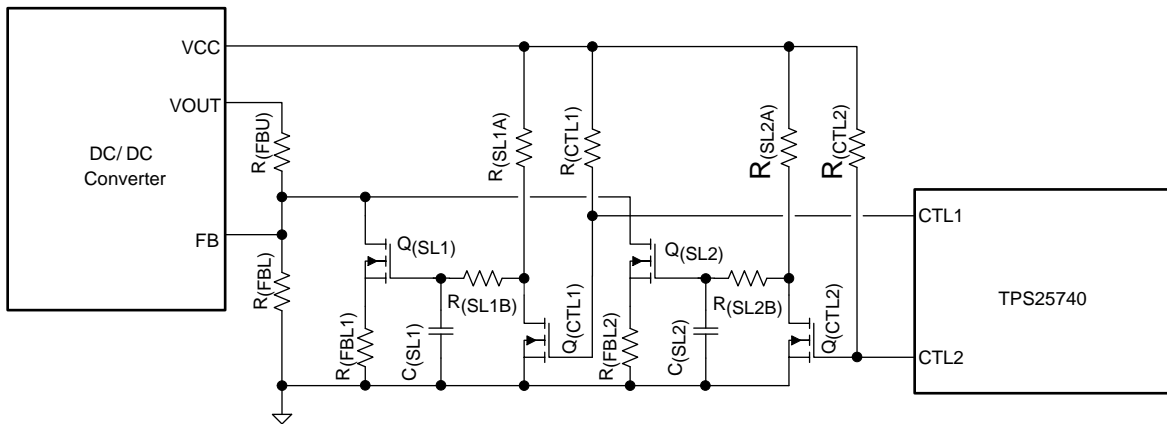 VCC
VOUT
DC/ DC
Converter
FB
R(FBU)
R(FBL)
R(SL1A)
R(CTL1)
R(SL2A)
R(CTL2)
Q(SL1)
R(SL1B)
Q(CTL1)
R(FBL1)
C(SL1)
Q(SL2)
R(SL2B)
Q(CTL2)
R(FBL2)
C(SL2)
CTL1
TPS25740
CTL2